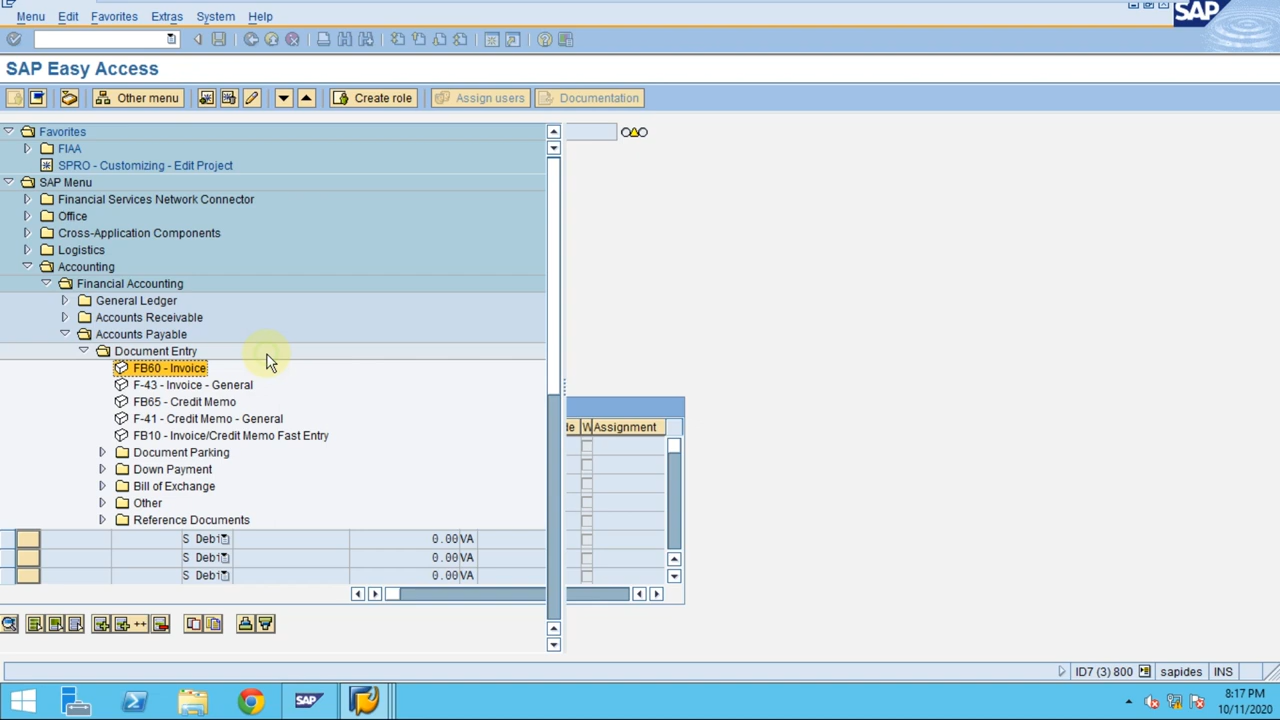 Menu Edit Favorites Extras System Help
SAP
SAP Easy Access
Other menu Create role Assign users Documentation
Favorites
FIAA
SPRO - Customizing - Edit Project
SAP Menu
Financial Services Network Connector
Office
Cross-Application Components
Logistics
Accounting
Financial Accounting
General Ledger
Accounts Receivable
Accounts Payable
Document Entry
FB60 - Invoice
F-43 - Invoice - General
FB65 - Credit Memo
F-41 - Credit Memo - General
FB10 - Invoice/Credit Memo Fast Entry
de W Assignment
Document Parking
Down Payment
Bill of Exchange
Other
Reference Documents
S Debi 0.00 VA
S Debi 0.00 VA
S Debi 0.00 VA
ID7 (3) 800 sapides INS
SAP
8:17 PM
10/11/2020